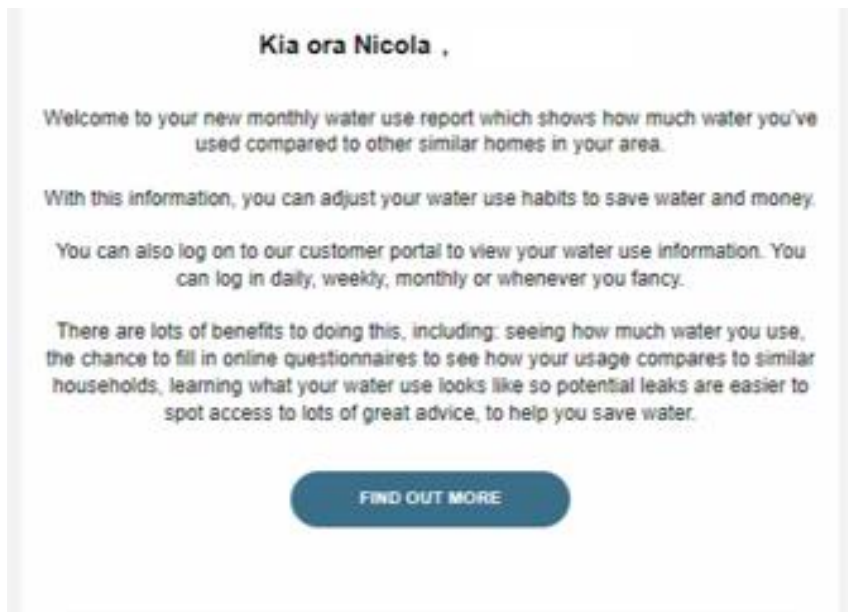 Kia ora Nicola ,
Welcome to your new monthly water use report which shows how much water you've
used compared to other similar homes in your area.
With this information, you can adjust your water use habits to save water and money.
You can also log on to our customer portal to view your water use information. You
can log in daily, weekly, monthly or whenever you fancy.
There are lots of benefits to doing this, including: seeing how much water you use,
the chance to fill in online questionnaires to see how your usage compares to similar
households, learning what your water use looks like so potential leaks are easier to
spot access to lots of great advice, to help you save water.
FIND OUT MORE